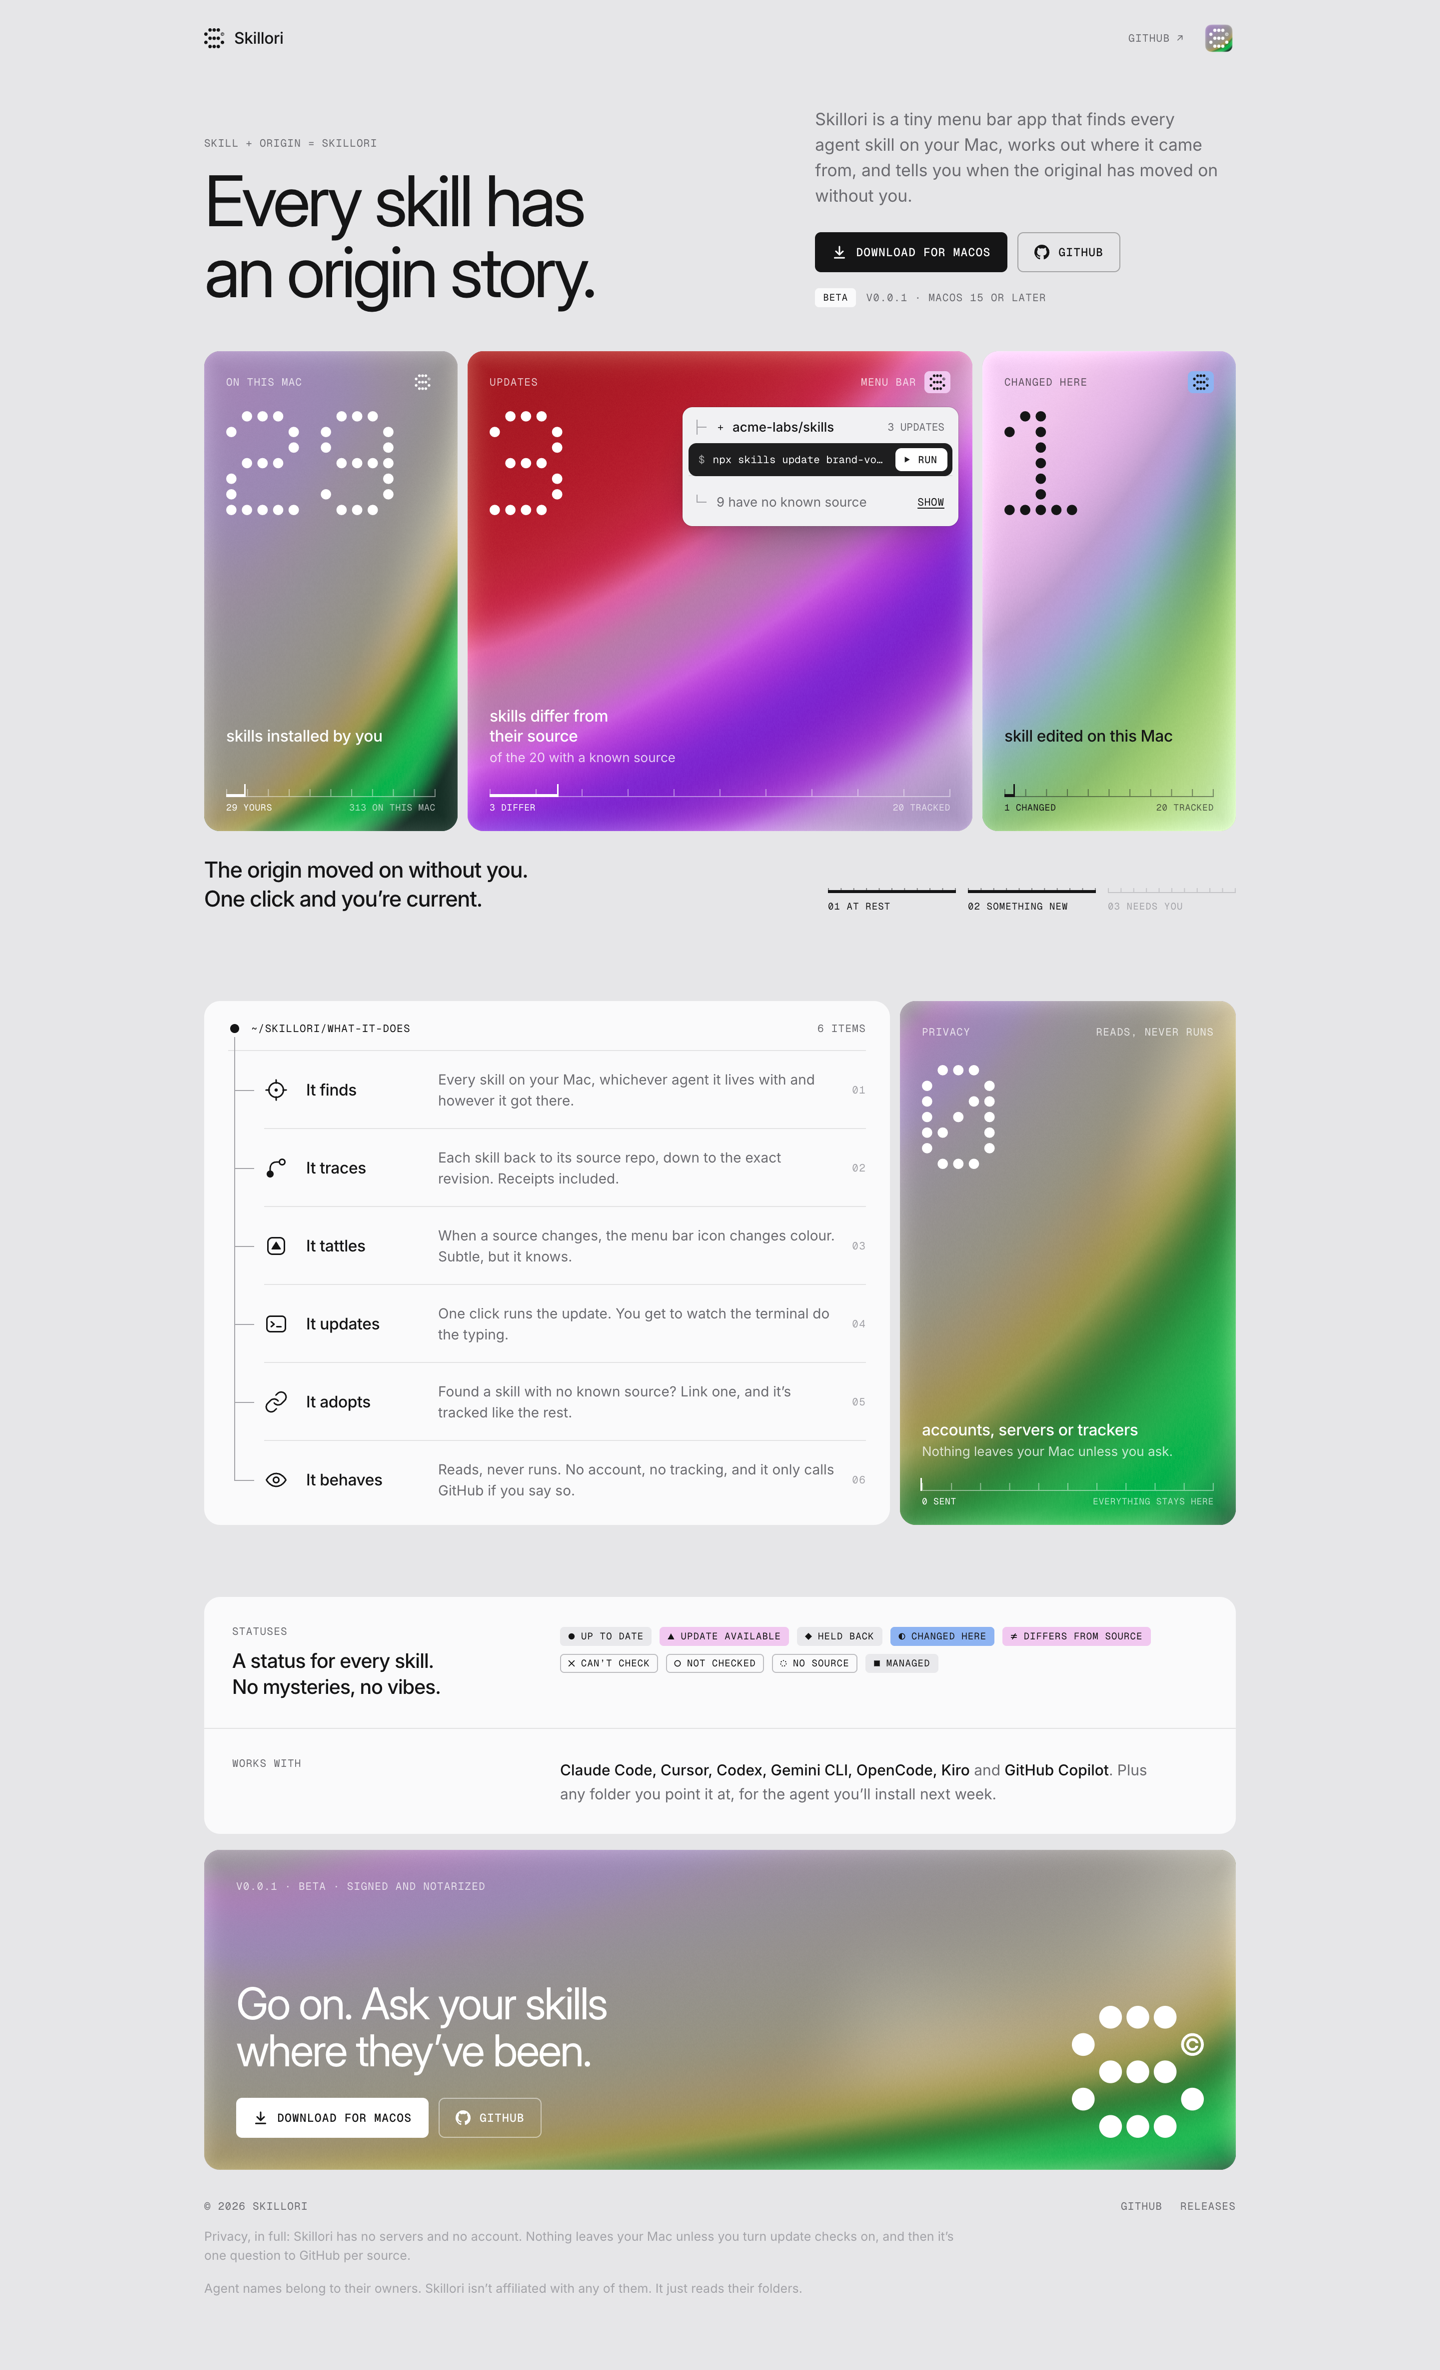 Skillori
GITHUB ↗
SKILL + ORIGIN = SKILLORI
Every skill has
an origin story.
Skillori is a tiny menu bar app that finds every
agent skill on your Mac, works out where it came
from, and tells you when the original has moved on
without you.
DOWNLOAD FOR MACOS
GITHUB
BETA
V0.0.1 · MACOS 15 OR LATER
ON THIS MAC
29
skills installed by you
29 YOURS
313 ON THIS MAC
UPDATES
MENU BAR
3
+ acme-labs/skills
3 UPDATES
$ npx skills update brand-vo…
RUN
9 have no known source
SHOW
skills differ from
their source
of the 20 with a known source
3 DIFFER
20 TRACKED
CHANGED HERE
1
skill edited on this Mac
1 CHANGED
20 TRACKED
The origin moved on without you.
One click and you’re current.
01 AT REST
02 SOMETHING NEW
03 NEEDS YOU
~/SKILLORI/WHAT-IT-DOES
6 ITEMS
It finds
Every skill on your Mac, whichever agent it lives with and
however it got there.
01
It traces
Each skill back to its source repo, down to the exact
revision. Receipts included.
02
It tattles
When a source changes, the menu bar icon changes colour.
Subtle, but it knows.
03
It updates
One click runs the update. You get to watch the terminal do
the typing.
04
It adopts
Found a skill with no known source? Link one, and it’s
tracked like the rest.
05
It behaves
Reads, never runs. No account, no tracking, and it only calls
GitHub if you say so.
06
PRIVACY
READS, NEVER RUNS
0
accounts, servers or trackers
Nothing leaves your Mac unless you ask.
0 SENT
EVERYTHING STAYS HERE
STATUSES
A status for every skill.
No mysteries, no vibes.
UP TO DATE
UPDATE AVAILABLE
HELD BACK
CHANGED HERE
≠ DIFFERS FROM SOURCE
CAN’T CHECK
NOT CHECKED
NO SOURCE
MANAGED
WORKS WITH
Claude Code, Cursor, Codex, Gemini CLI, OpenCode, Kiro and GitHub Copilot. Plus
any folder you point it at, for the agent you’ll install next week.
V0.0.1 · BETA · SIGNED AND NOTARIZED
Go on. Ask your skills
where they’ve been.
DOWNLOAD FOR MACOS
GITHUB
©
© 2026 SKILLORI
GITHUB
RELEASES
Privacy, in full: Skillori has no servers and no account. Nothing leaves your Mac unless you turn update checks on, and then it’s
one question to GitHub per source.
Agent names belong to their owners. Skillori isn’t affiliated with any of them. It just reads their folders.